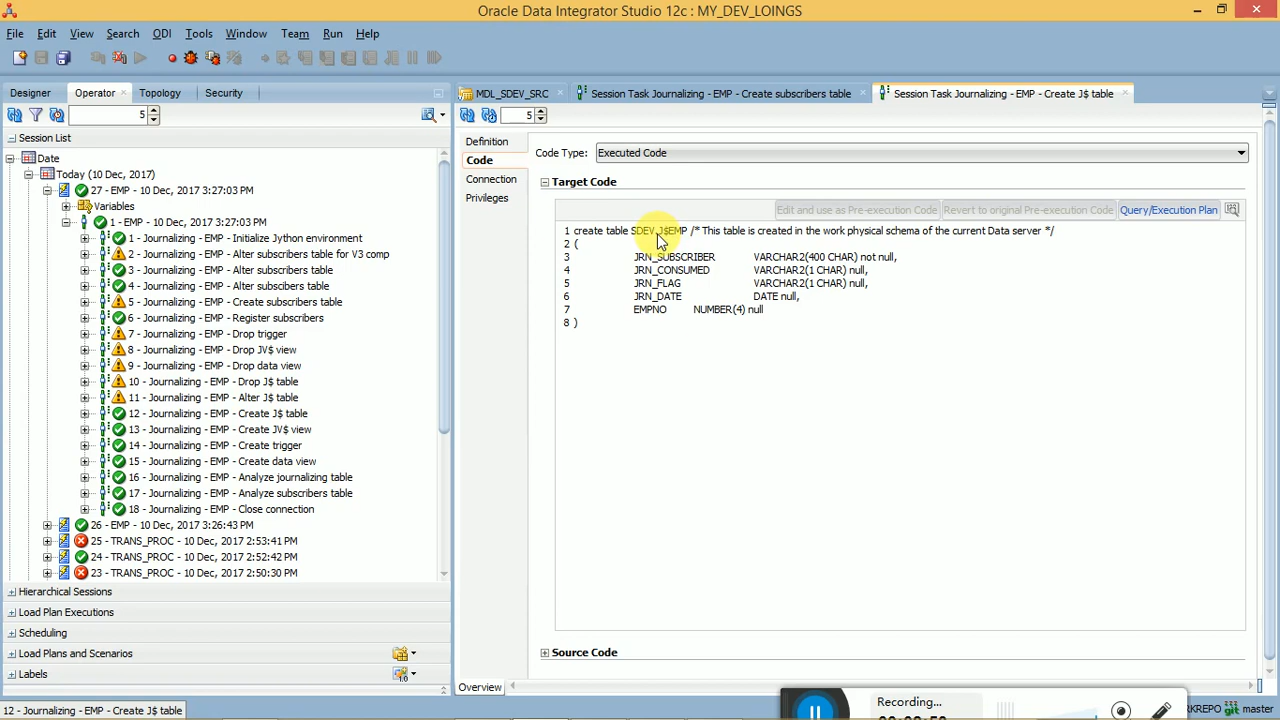 Oracle Data Integrator Studio 12c : MY_DEV_LOINGS
File Edit View Search ODI Tools Window Team Run Help
Designer Operator Topology Security
MDL_SDEV_SRC Session Task Journalizing - EMP - Create subscribers table Session Task Journalizing - EMP - Create J$ table
5
5
Session List
Date
Today (10 Dec, 2017)
27 - EMP - 10 Dec, 2017 3:27:03 PM
Variables
1 - EMP - 10 Dec, 2017 3:27:03 PM
1 - Journalizing - EMP - Initialize Jython environment
2 - Journalizing - EMP - Alter subscribers table for V3 comp
3 - Journalizing - EMP - Alter subscribers table
4 - Journalizing - EMP - Alter subscribers table
5 - Journalizing - EMP - Create subscribers table
6 - Journalizing - EMP - Register subscribers
7 - Journalizing - EMP - Drop trigger
8 - Journalizing - EMP - Drop JV$ view
9 - Journalizing - EMP - Drop data view
10 - Journalizing - EMP - Drop J$ table
11 - Journalizing - EMP - Alter J$ table
12 - Journalizing - EMP - Create J$ table
13 - Journalizing - EMP - Create JV$ view
14 - Journalizing - EMP - Create trigger
15 - Journalizing - EMP - Create data view
16 - Journalizing - EMP - Analyze journalizing table
17 - Journalizing - EMP - Analyze subscribers table
18 - Journalizing - EMP - Close connection
26 - EMP - 10 Dec, 2017 3:26:43 PM
25 - TRANS_PROC - 10 Dec, 2017 2:53:41 PM
24 - TRANS_PROC - 10 Dec, 2017 2:52:42 PM
23 - TRANS_PROC - 10 Dec, 2017 2:50:30 PM
Hierarchical Sessions
Load Plan Executions
Scheduling
Load Plans and Scenarios
Labels
12 - Journalizing - EMP - Create J$ table
Definition
Code
Connection
Privileges
Code Type: Executed Code
Target Code
Edit and use as Pre-execution Code Revert to original Pre-execution Code Query/Execution Plan
1 create table SDEV.J$EMP /* This table is created in the work physical schema of the current Data server */
2 (
3 JRN_SUBSCRIBER VARCHAR2(400 CHAR) not null,
4 JRN_CONSUMED VARCHAR2(1 CHAR) null,
5 JRN_FLAG VARCHAR2(1 CHAR) null,
6 JRN_DATE DATE null,
7 EMPNO NUMBER(4) null
8 )
Source Code
Overview
Recording...
RKREPO git master